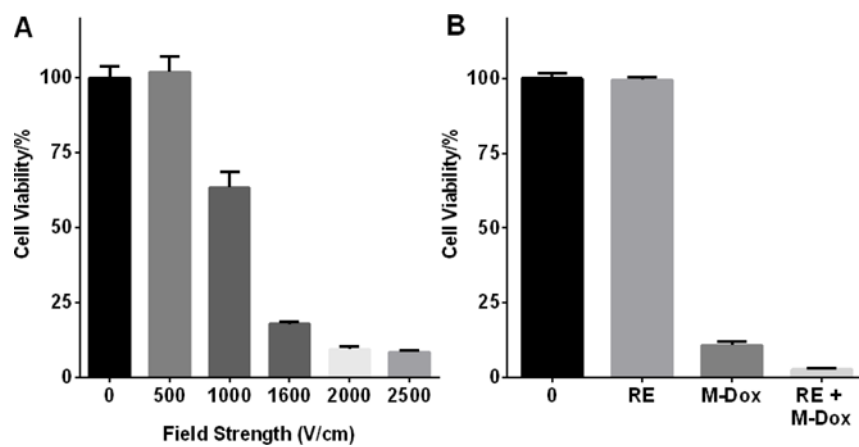 A
Cell Viability/%
100
75
50
25
0
0 500 1000 1600 2000 2500
Field Strength (V/cm)
B
Cell Viability/%
100
75
50
25
0
0 RE M-Dox RE +
M-Dox